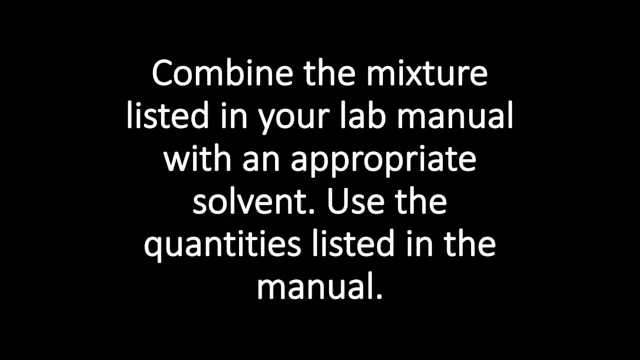 Combine the mixture
listed in your lab manual
with an appropriate
solvent. Use the
quantities listed in the
manual.